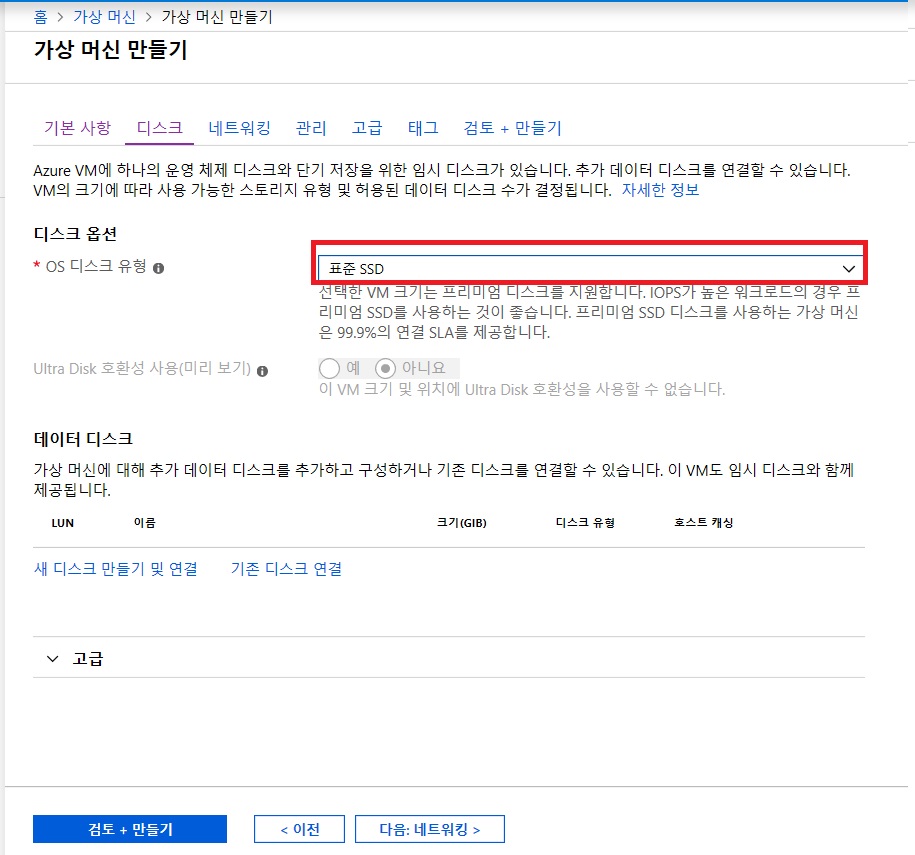 홈 > 가상 머신 > 가상 머신 만들기
가상 머신 만들기
기본 사항 디스크 네트워킹 관리 고급 태그 검토 + 만들기
Azure VM에 하나의 운영 체제 디스크와 단기 저장을 위한 임시 디스크가 있습니다. 추가 데이터 디스크를 연결할 수 있습니다.
VM의 크기에 따라 사용 가능한 스토리지 유형 및 허용된 데이터 디스크 수가 결정됩니다. 자세한 정보
디스크 옵션
* OS 디스크 유형
표준 SSD
선택한 VM 크기는 프리미엄 디스크를 지원합니다. IOPS가 높은 워크로드의 경우 프
리미엄 SSD를 사용하는 것이 좋습니다. 프리미엄 SSD 디스크를 사용하는 가상 머신
은 99.9%의 연결 SLA를 제공합니다.
Ultra Disk 호환성 사용(미리 보기) 예 아니요
이 VM 크기 및 위치에 Ultra Disk 호환성을 사용할 수 없습니다.
데이터 디스크
가상 머신에 대해 추가 데이터 디스크를 추가하고 구성하거나 기존 디스크를 연결할 수 있습니다. 이 VM도 임시 디스크와 함께
제공됩니다.
LUN 이름 크기(GIB) 디스크 유형 호스트 캐싱
새 디스크 만들기 및 연결 기존 디스크 연결
고급
검토 + 만들기 < 이전 다음: 네트워킹 >